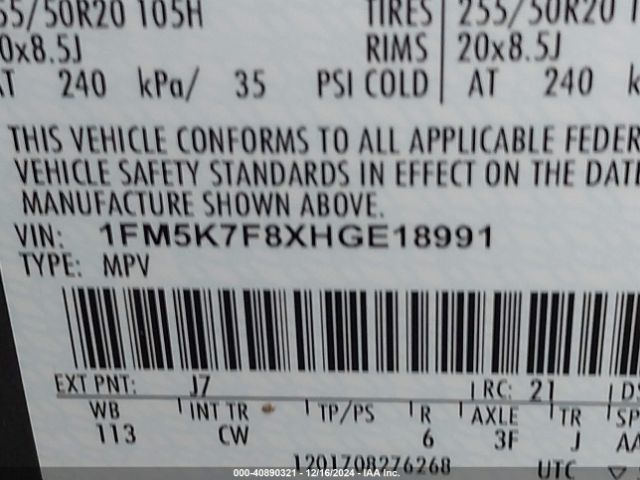 55/50R20 105H TIRES 255/50R20
20x8.5J RIMS 20x8.5J
AT 240 kPa/ 35 PSI COLD AT 240
THIS VEHICLE CONFORMS TO ALL APPLICABLE FEDER
VEHICLE SAFETY STANDARDS IN EFFECT ON THE DATE
MANUFACTURE SHOWN ABOVE.
VIN: 1FM5K7F8XHGE18991
TYPE: MPV
EXT PNT: J7 RC: 21
WB INT TR TP/PS R AXLE TR SP
113 CW 6 3F J AA
1201708276268 UTC
000-40890321 - 12/16/2024 - IAA Inc.